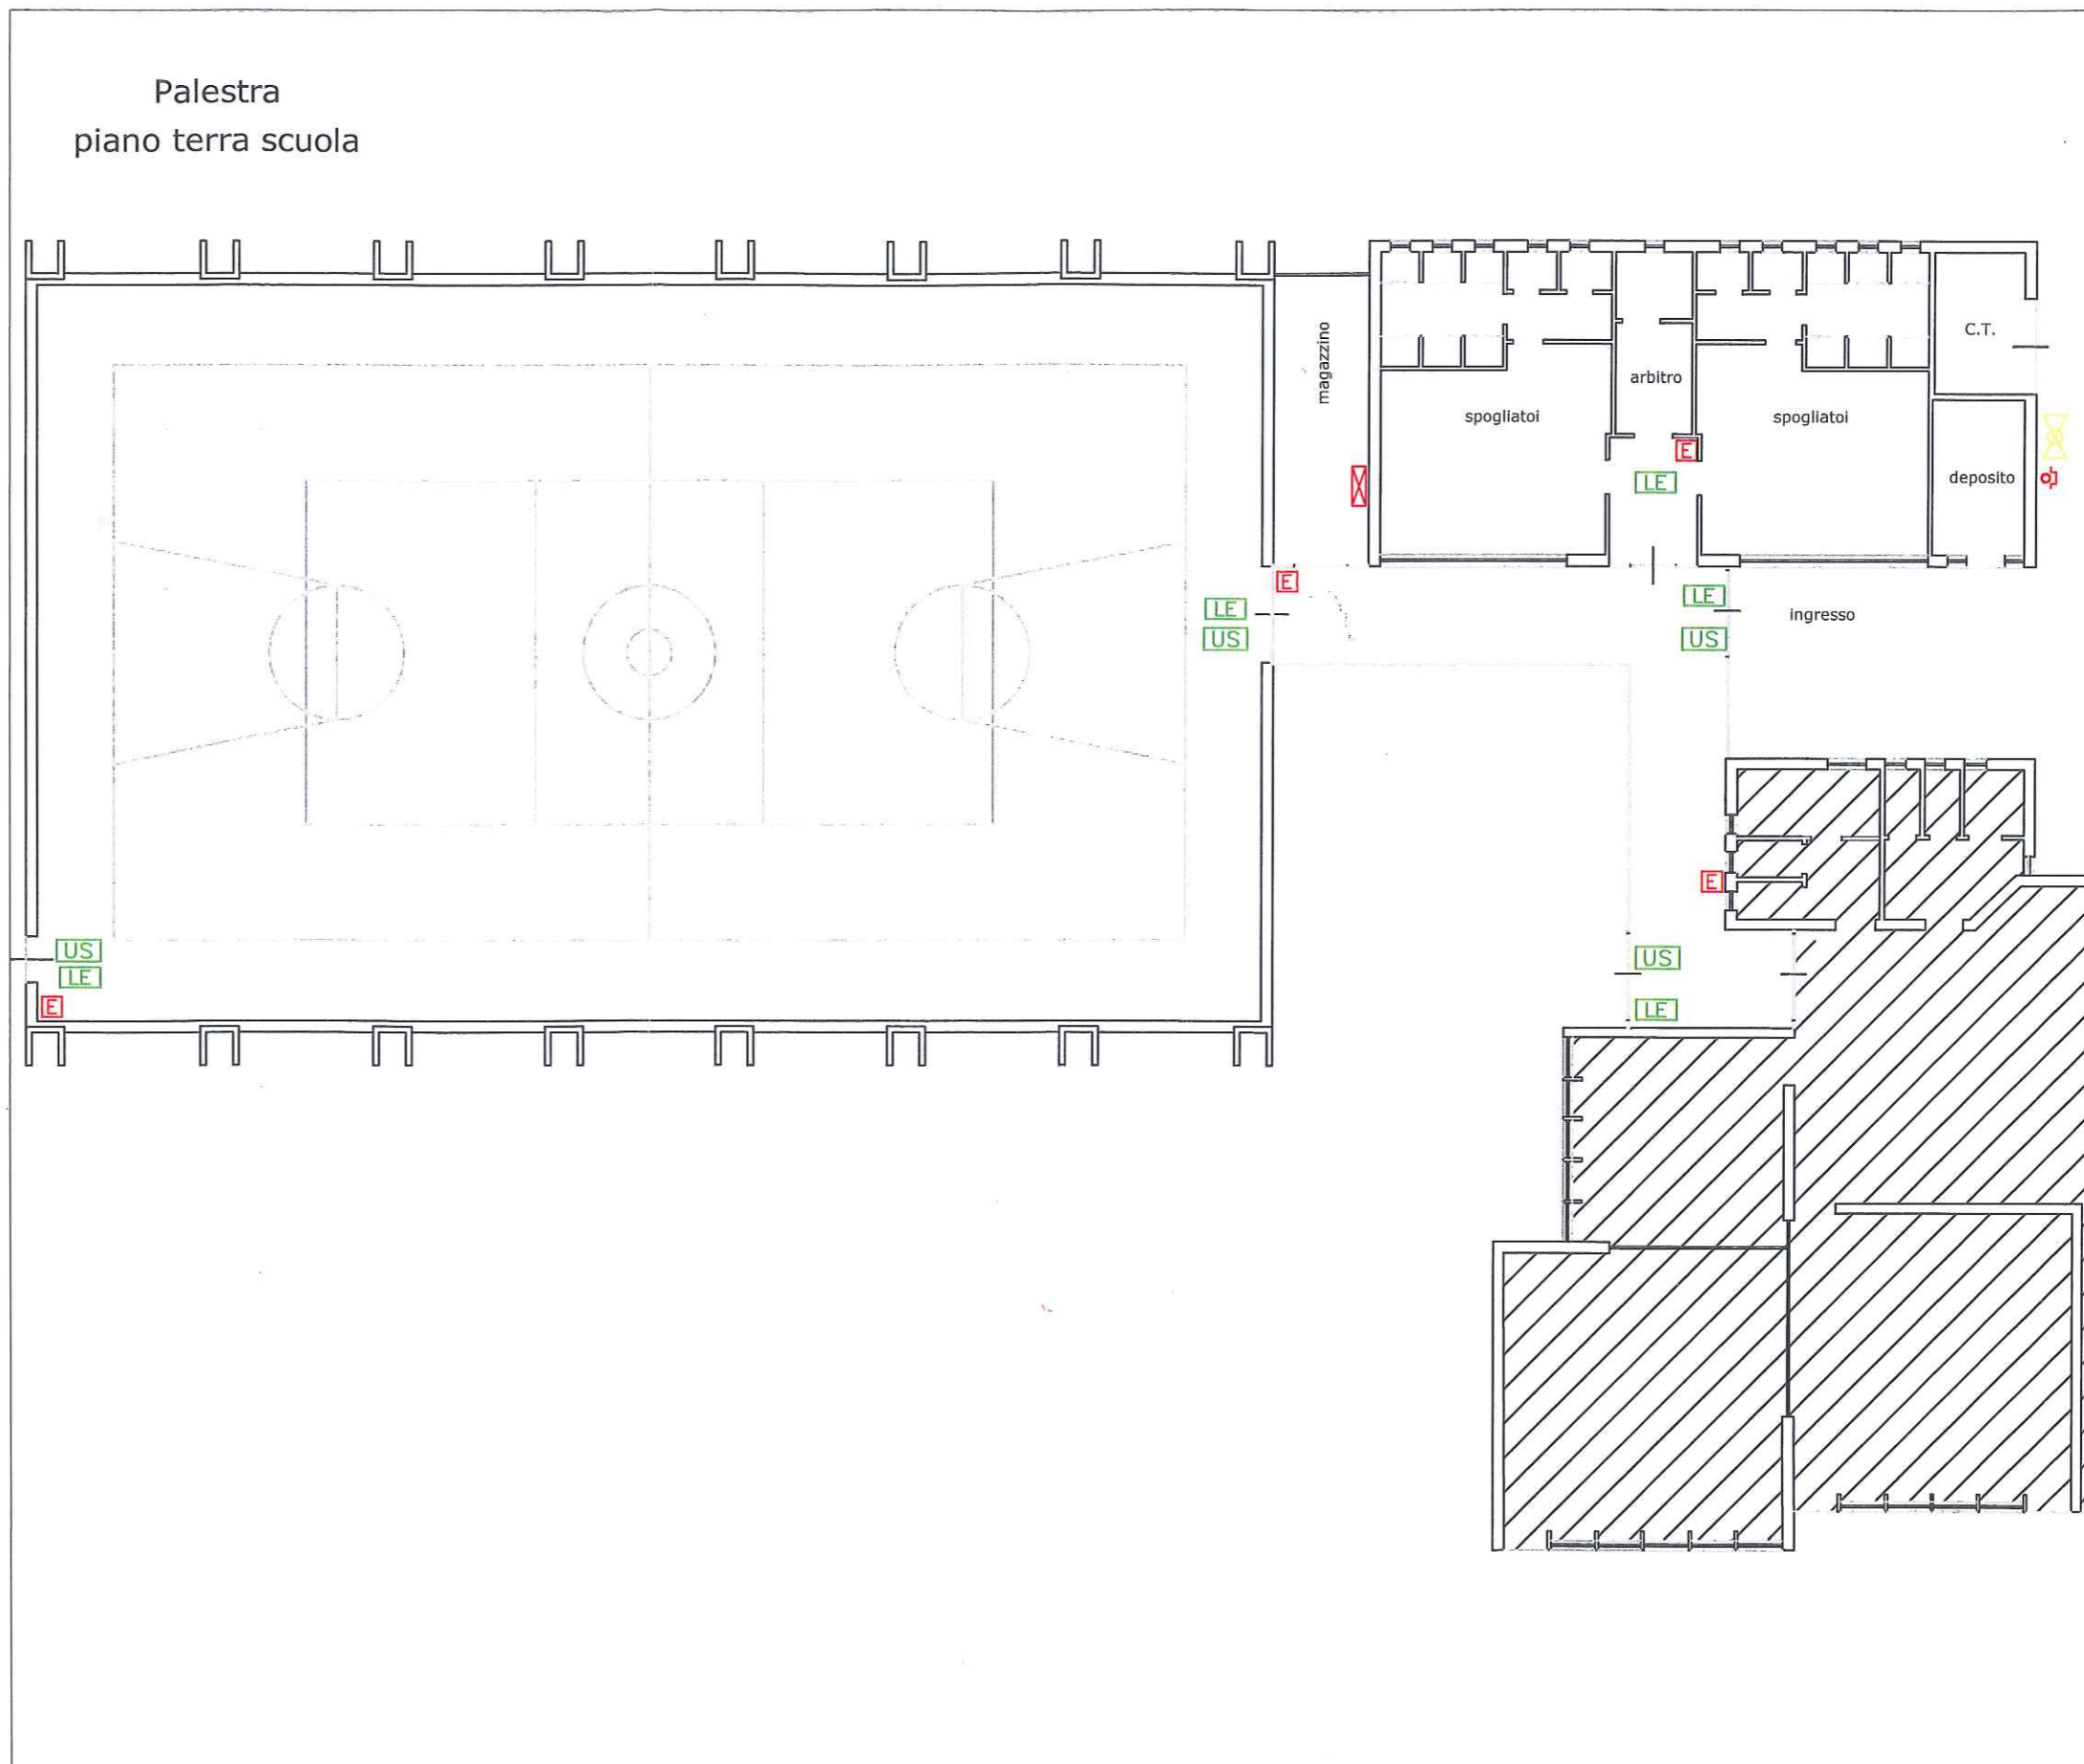 Palestra
piano terra scuola
magazzino
C.T.
arbitro
spogliatoi
spogliatoi
E
LE
deposito
E
LE
US
LE
US
ingresso
E
US
LE
E
US
LE